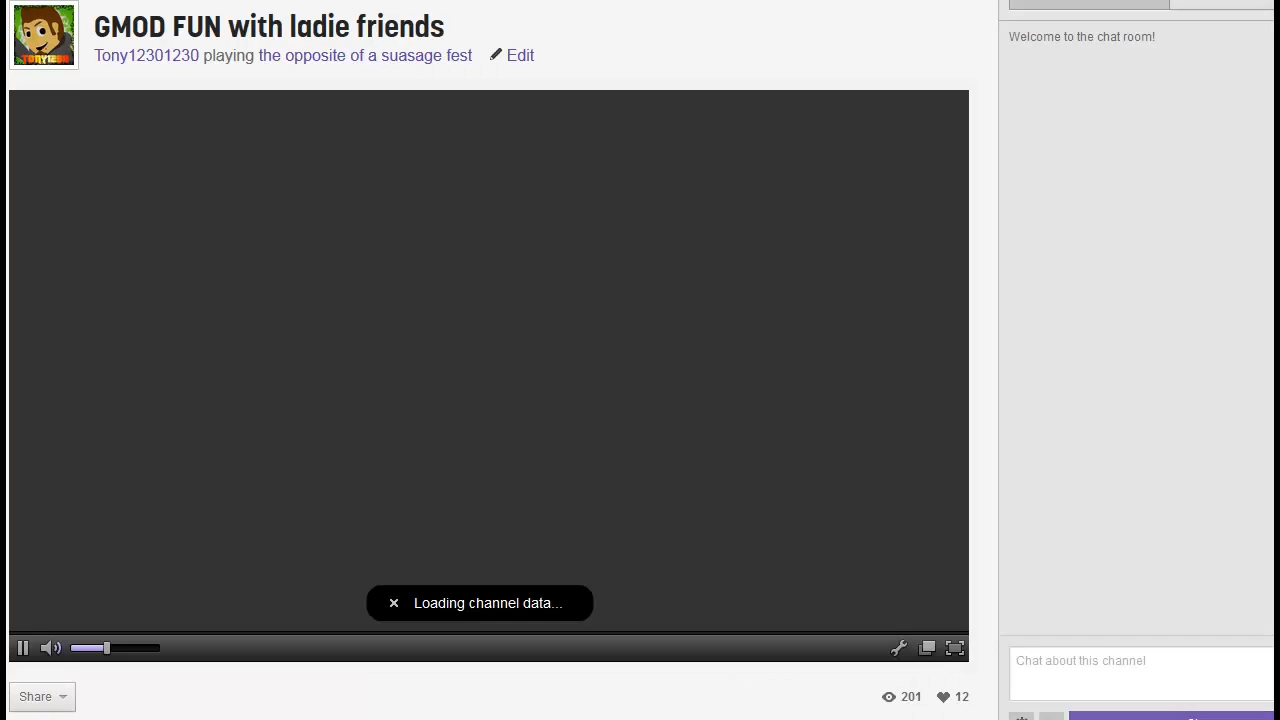 GMOD FUN with ladie friends
Tony12301230 playing the opposite of a suasage fest Edit
Welcome to the chat room!
Loading channel data...
Chat about this channel
Share
201 12